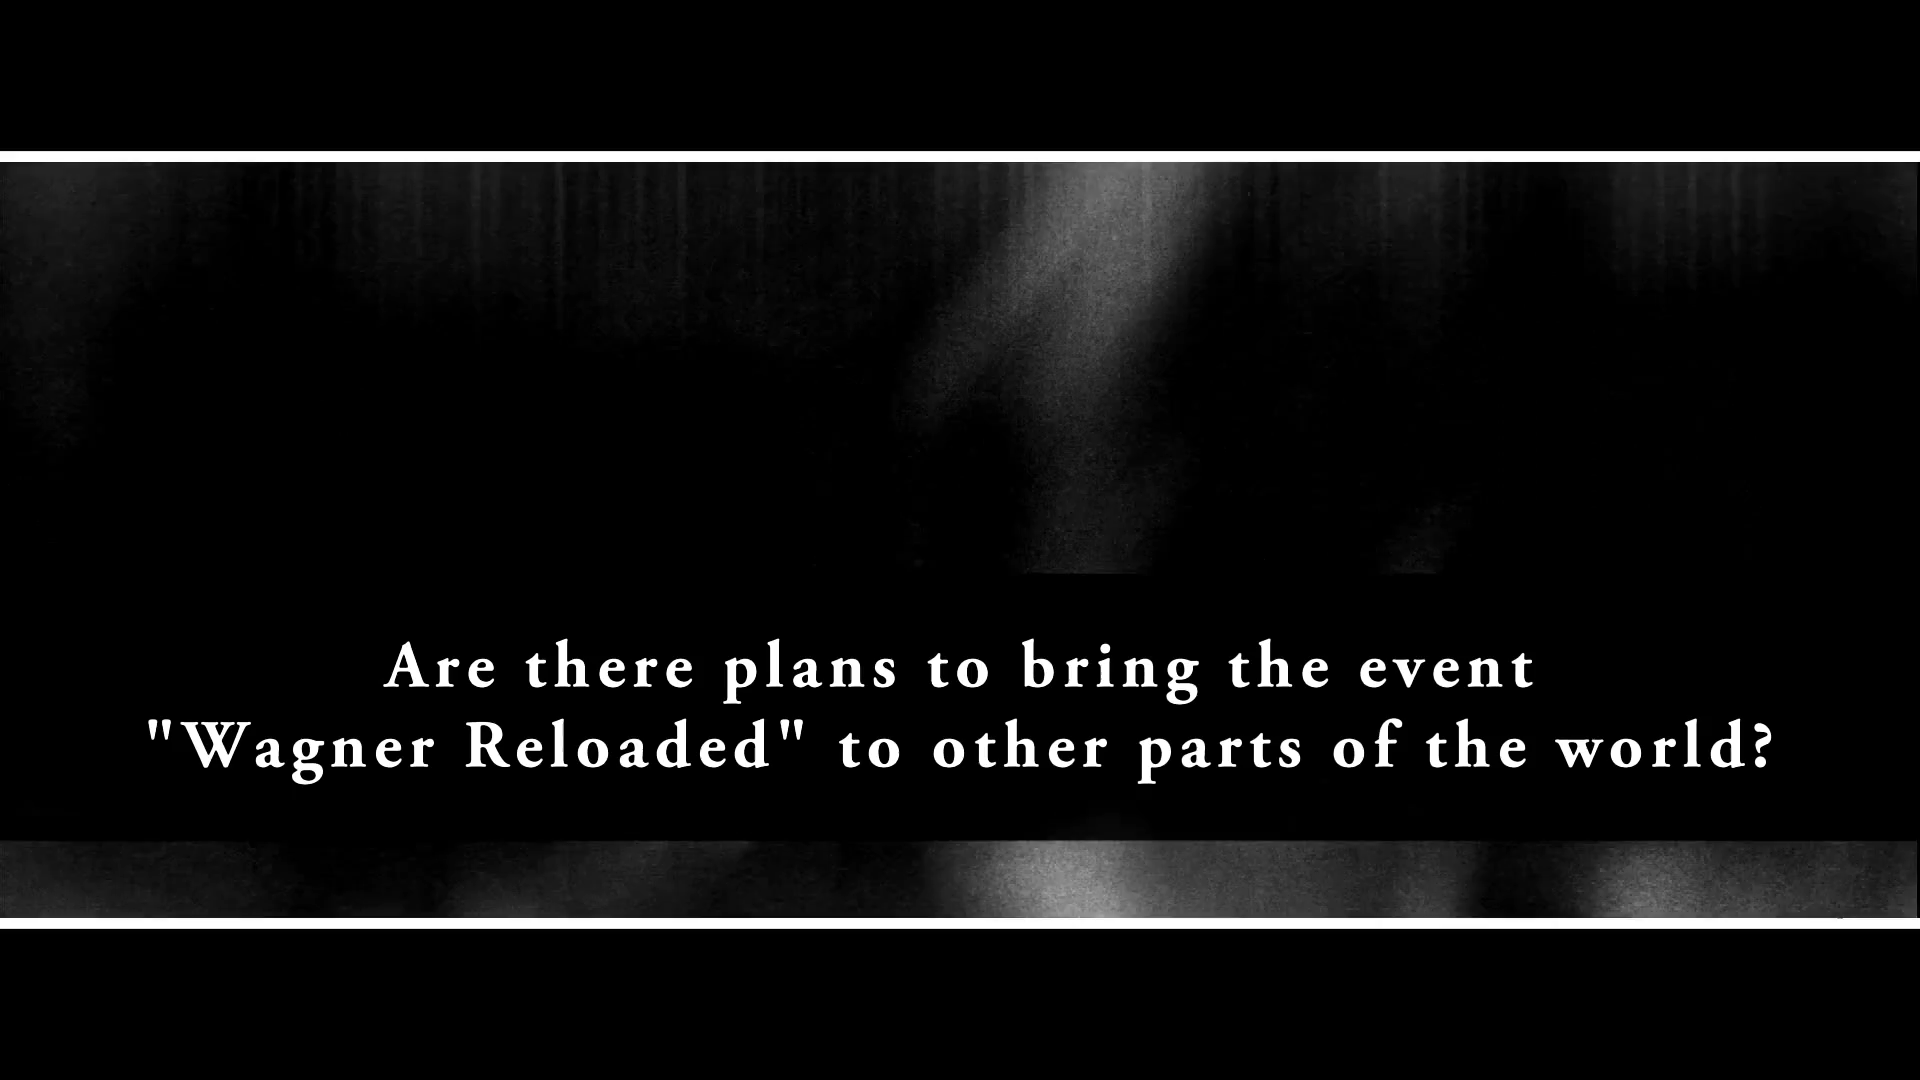 Are there plans to bring the event
"Wagner Reloaded" to other parts of the world?